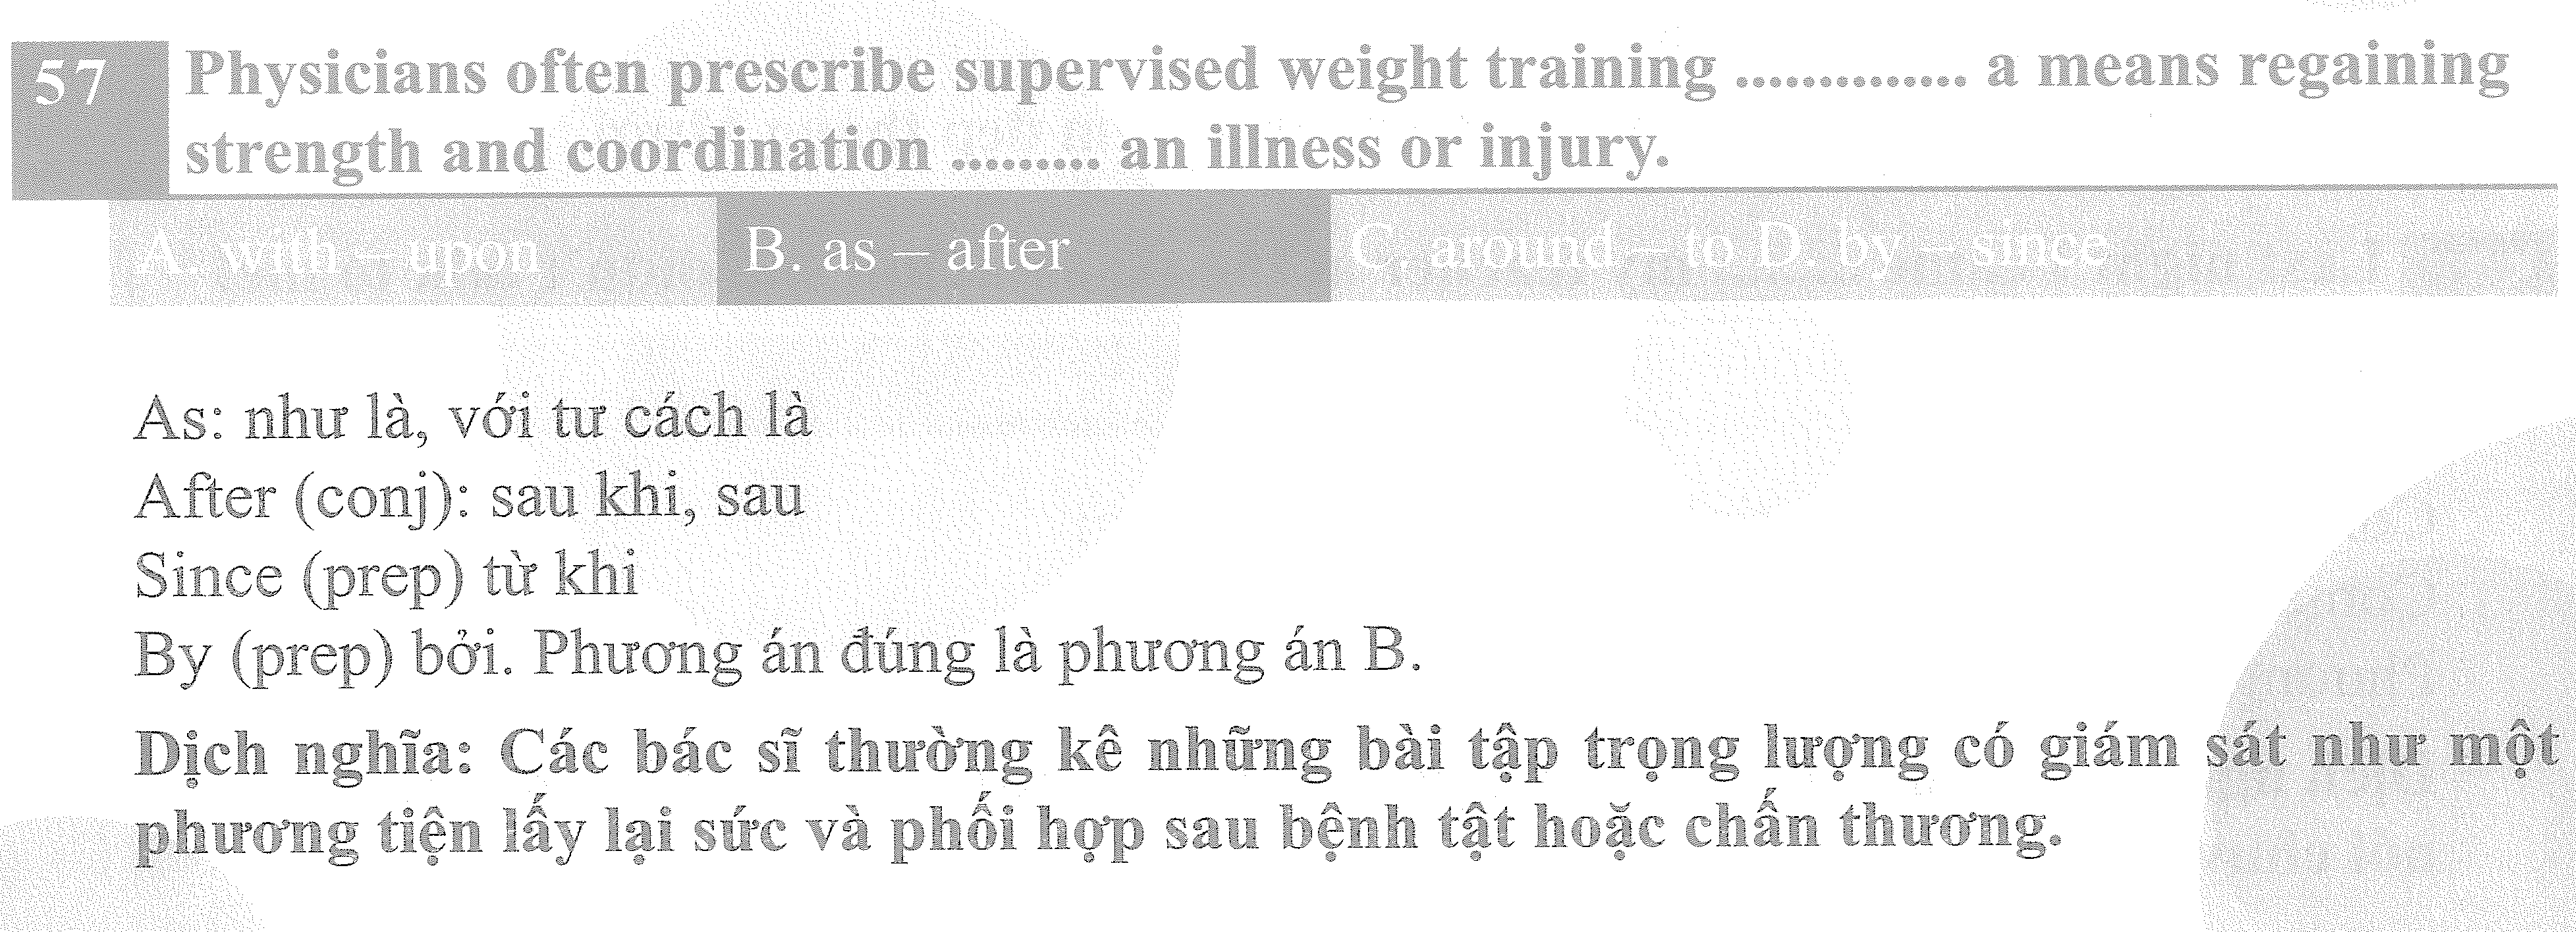 57 Physicians often prescribe supervised weight training .............. a means regaining
strength and coordination ......... an illness or injury.
A. with – upon B. as – after C. around – to D. by – since
As: như là, với tư cách là
After (conj): sau khi, sau
Since (prep) từ khi
By (prep) bởi. Phương án đúng là phương án B.
Dịch nghĩa: Các bác sĩ thường kê những bài tập trọng lượng có giám sát như một
phương tiện lấy lại sức và phối hợp sau bệnh tật hoặc chấn thương.